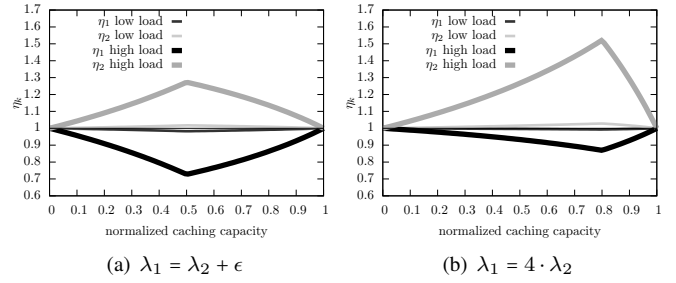 1.7
1.6
1.5
1.4
1.3
1.2
1.1
1
0.9
0.8
0.7
0.6
ηk
η1 low load
η2 low load
η1 high load
η2 high load
0 0.1 0.2 0.3 0.4 0.5 0.6 0.7 0.8 0.9 1
normalized caching capacity
(a) λ1 = λ2 + ϵ
1.7
1.6
1.5
1.4
1.3
1.2
1.1
1
0.9
0.8
0.7
0.6
ηk
η1 low load
η2 low load
η1 high load
η2 high load
0 0.1 0.2 0.3 0.4 0.5 0.6 0.7 0.8 0.9 1
normalized caching capacity
(b) λ1 = 4 · λ2